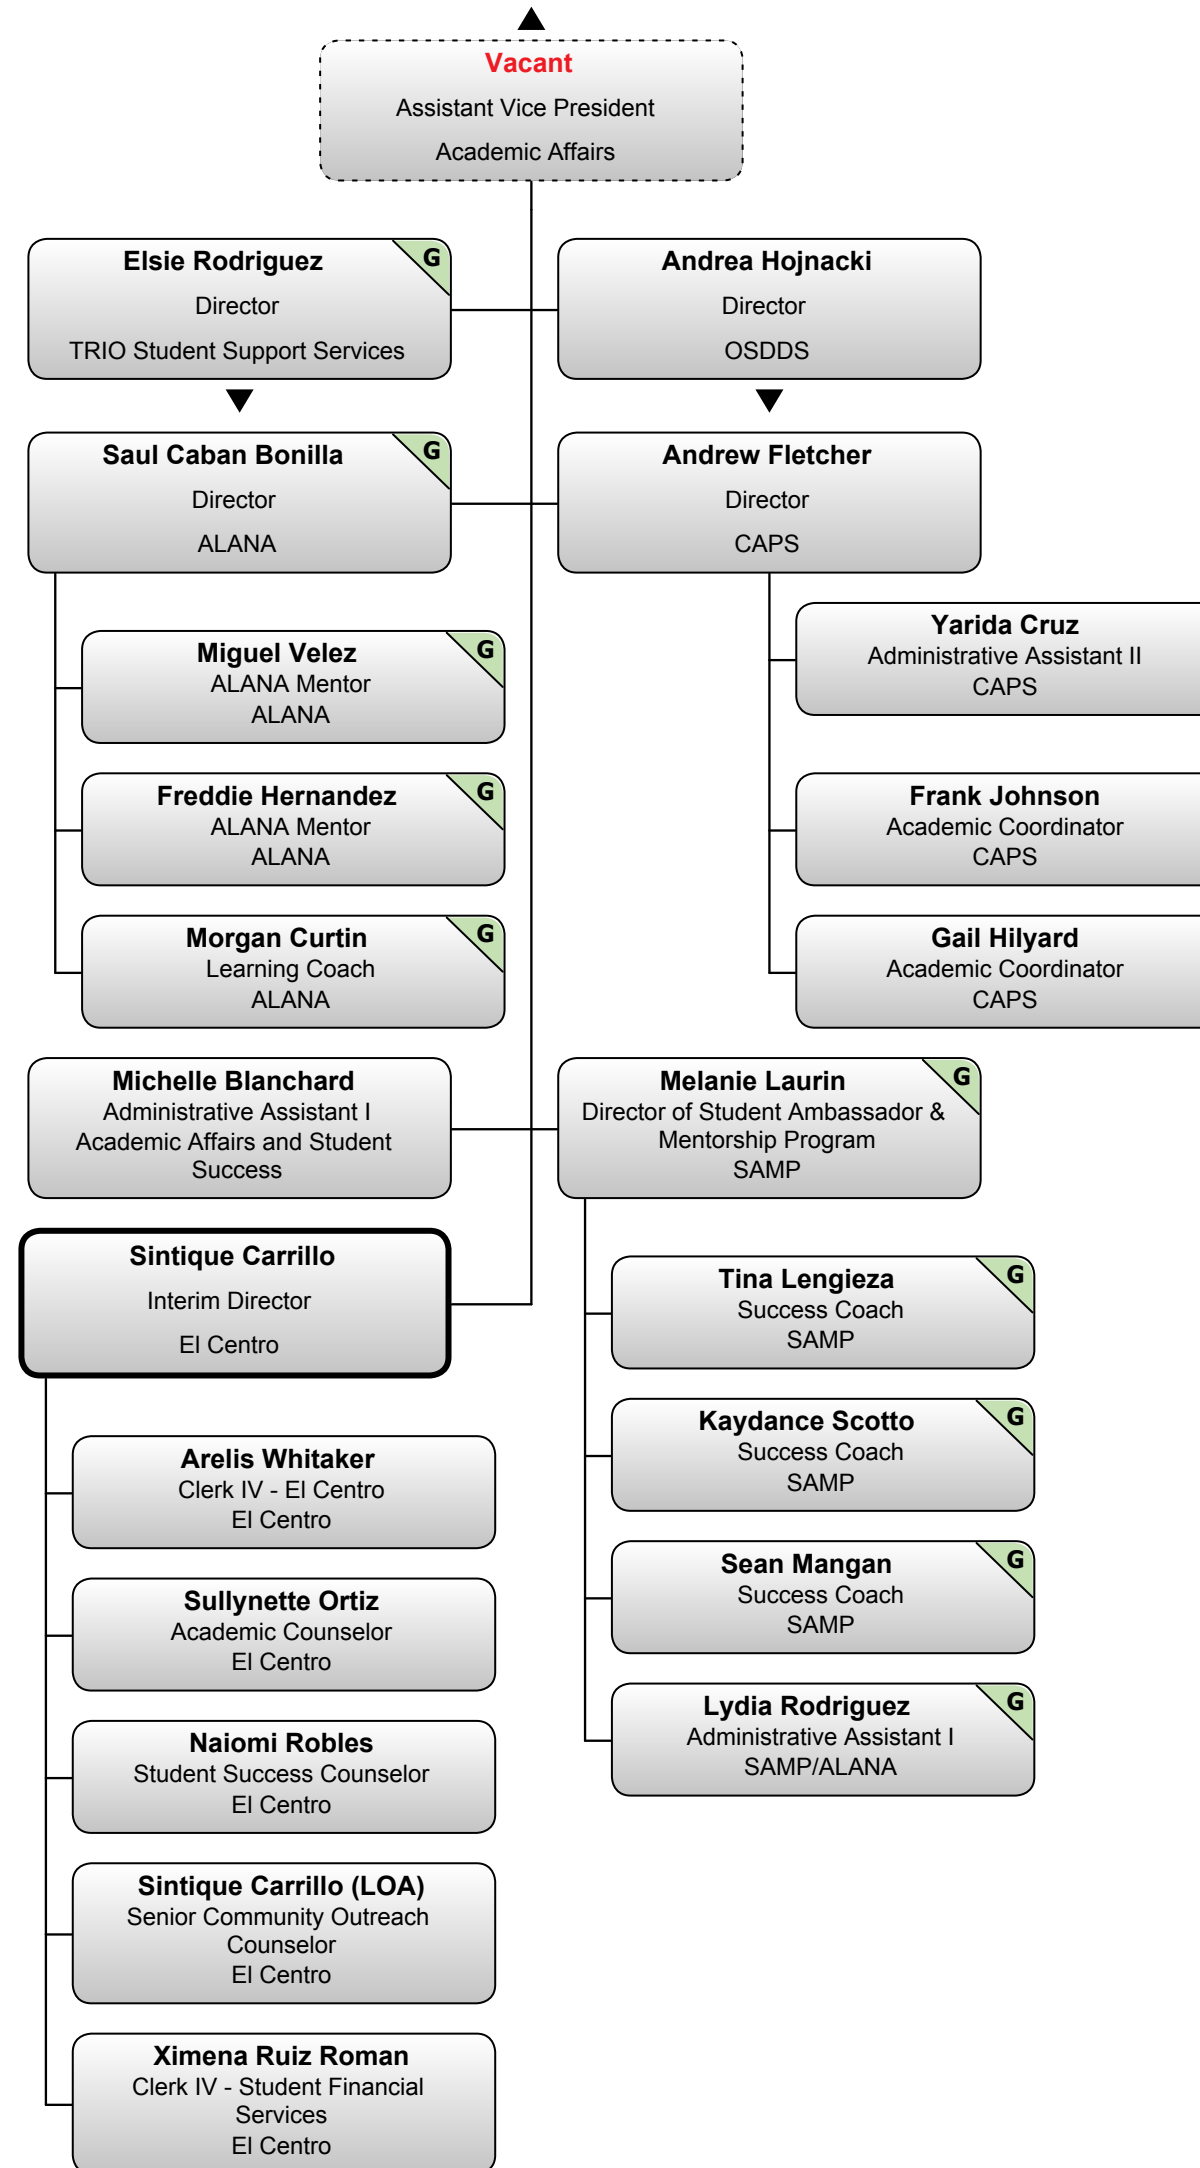 Vacant
Assistant Vice President
Academic Affairs
Elsie Rodriguez
G
Director
TRIO Student Support Services
Andrea Hojnacki
Director
OSDDS
Saul Caban Bonilla
G
Director
ALANA
Andrew Fletcher
Director
CAPS
Miguel Velez
G
ALANA Mentor
ALANA
Freddie Hernandez
G
ALANA Mentor
ALANA
Morgan Curtin
G
Learning Coach
ALANA
Yarida Cruz
Administrative Assistant II
CAPS
Frank Johnson
Academic Coordinator
CAPS
Gail Hilyard
Academic Coordinator
CAPS
Michelle Blanchard
Administrative Assistant I
Academic Affairs and Student
Success
Melanie Laurin
G
Director of Student Ambassador &
Mentorship Program
SAMP
Sintique Carrillo
Interim Director
El Centro
Tina Lengieza
G
Success Coach
SAMP
Kaydance Scotto
G
Success Coach
SAMP
Sean Mangan
G
Success Coach
SAMP
Lydia Rodriguez
G
Administrative Assistant I
SAMP/ALANA
Arelis Whitaker
Clerk IV - El Centro
El Centro
Sullynette Ortiz
Academic Counselor
El Centro
Naiomi Robles
Student Success Counselor
El Centro
Sintique Carrillo (LOA)
Senior Community Outreach
Counselor
El Centro
Ximena Ruiz Roman
Clerk IV - Student Financial
Services
El Centro